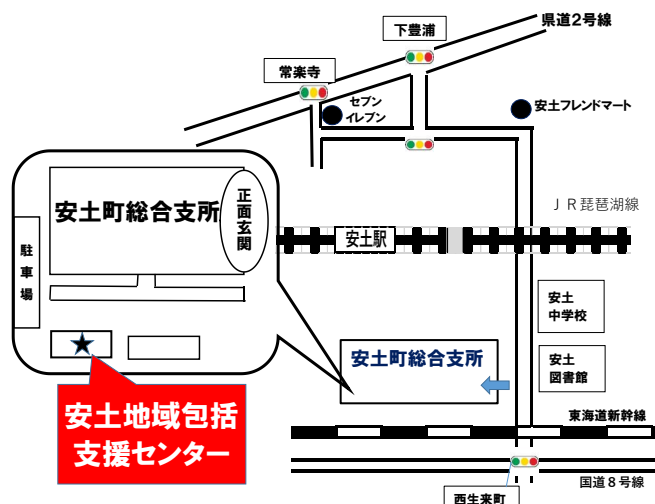 県道２号線
下豊浦
常楽寺
セブン
イレブン
安土フレンドマート
安土町総合支所
正面玄関
駐車場
ＪＲ琵琶湖線
安土駅
安土
中学校
安土町総合支所
安土
図書館
安土地域包括
支援センター
東海道新幹線
国道８号線
西生来町